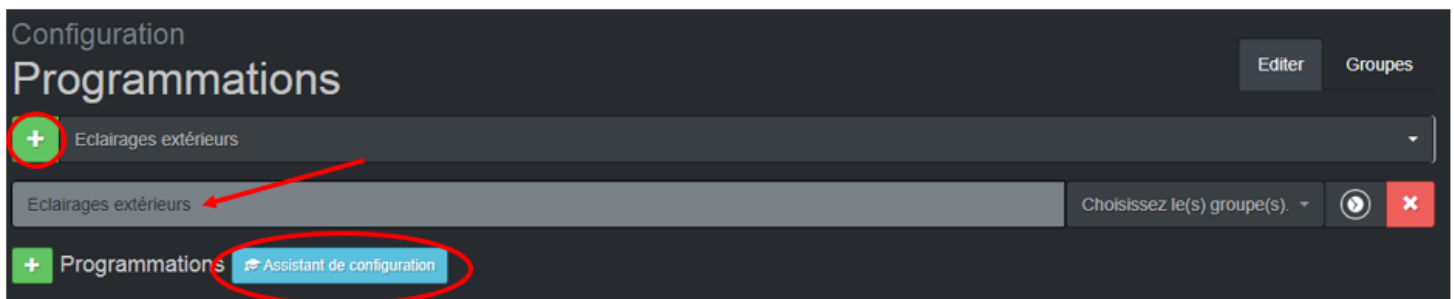 Configuration
Programmations
Editer Groupes
Eclairages extérieurs
Eclairages extérieurs Choisissez le(s) groupe(s).
Programmations Assistant de configuration